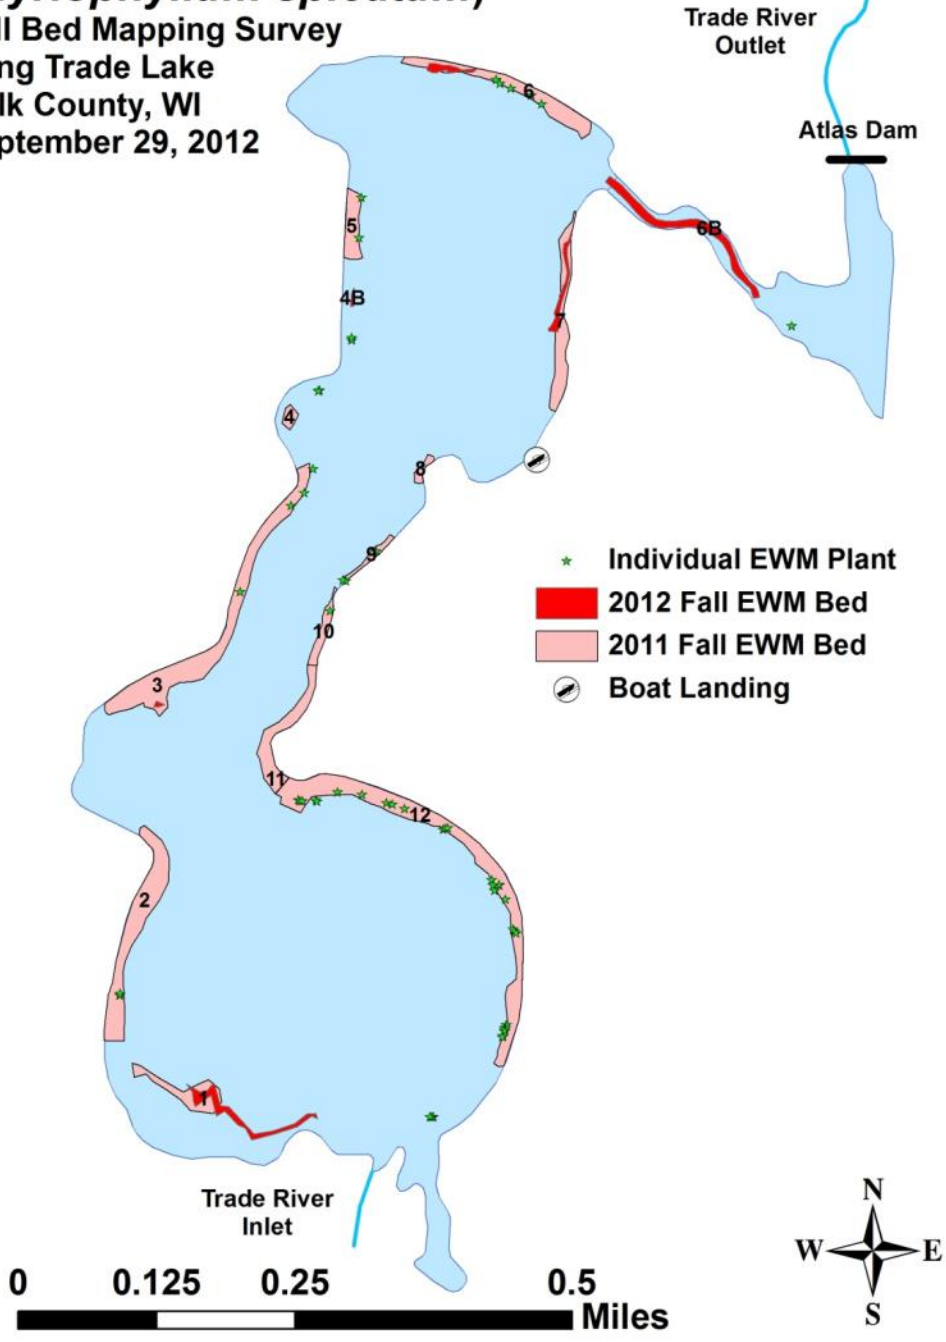 ll Bed Mapping Survey
ng Trade Lake
lk County, WI
ptember 29, 2012
Trade River
Outlet
Atlas Dam
6
5
6B
4B
7
4
8
9
10
3
11
12
2
1
Individual EWM Plant
2012 Fall EWM Bed
2011 Fall EWM Bed
Boat Landing
Trade River
Inlet
N
W E
S
0 0.125 0.25 0.5
Miles